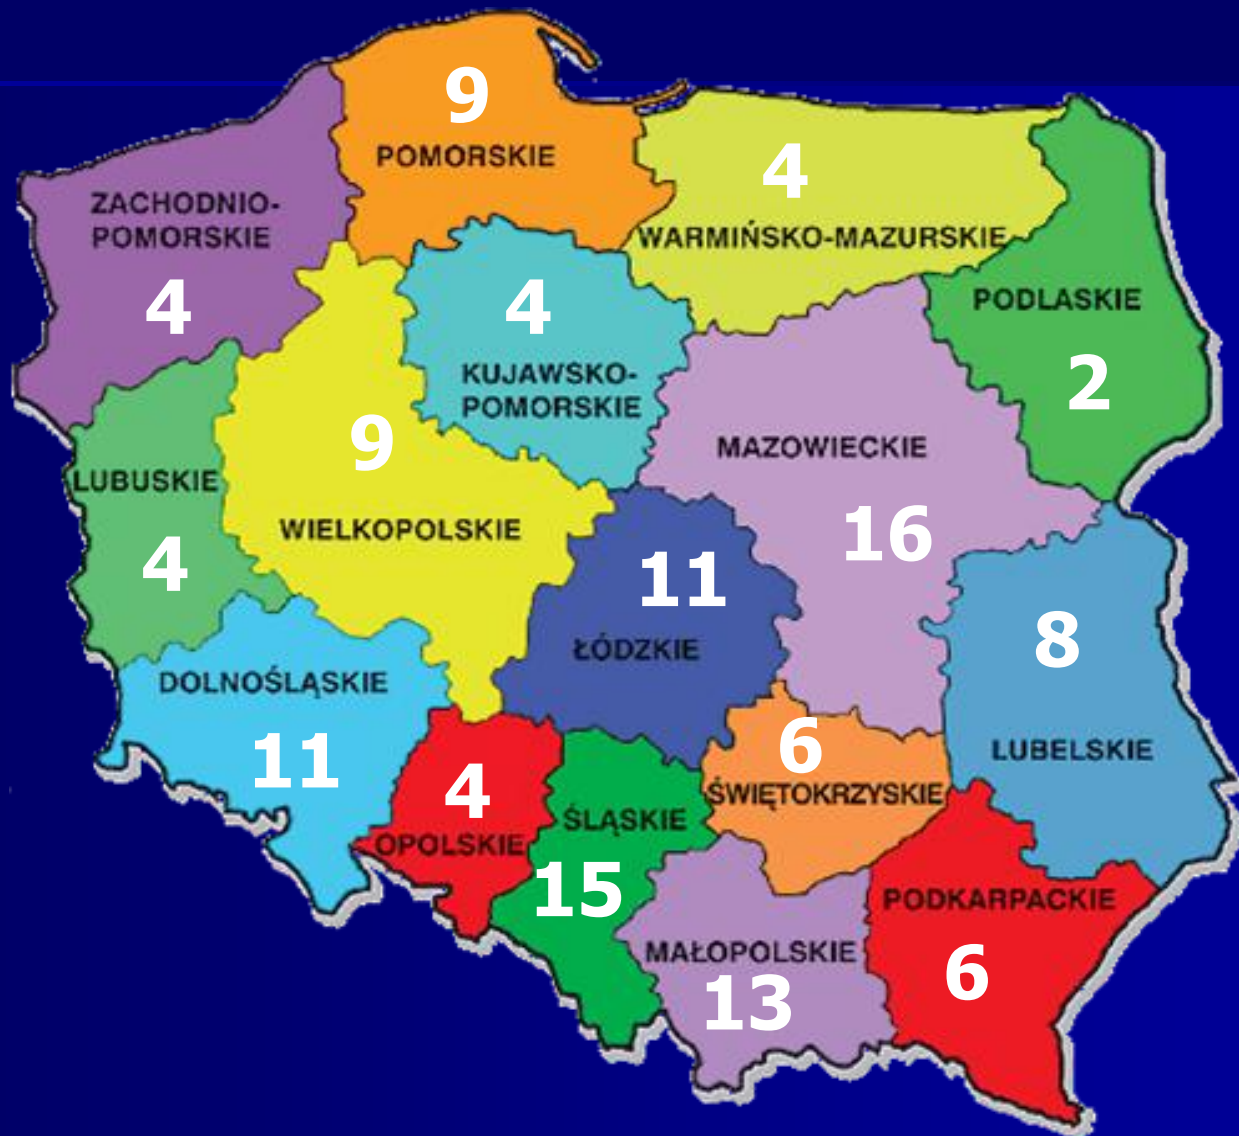 9
POMORSKIE
4
WARMIŃSKO-MAZURSKIE
ZACHODNIO-
POMORSKIE
4
4
KUJAWSKO-
POMORSKIE
PODLASKIE
2
LUBUSKIE
4
9
WIELKOPOLSKIE
MAZOWIECKIE
16
11
ŁÓDZKIE
8
LUBELSKIE
DOLNOŚLĄSKIE
11
4
OPOLSKIE
ŚLĄSKIE
15
6
ŚWIĘTOKRZYSKIE
MAŁOPOLSKIE
13
PODKARPACKIE
6